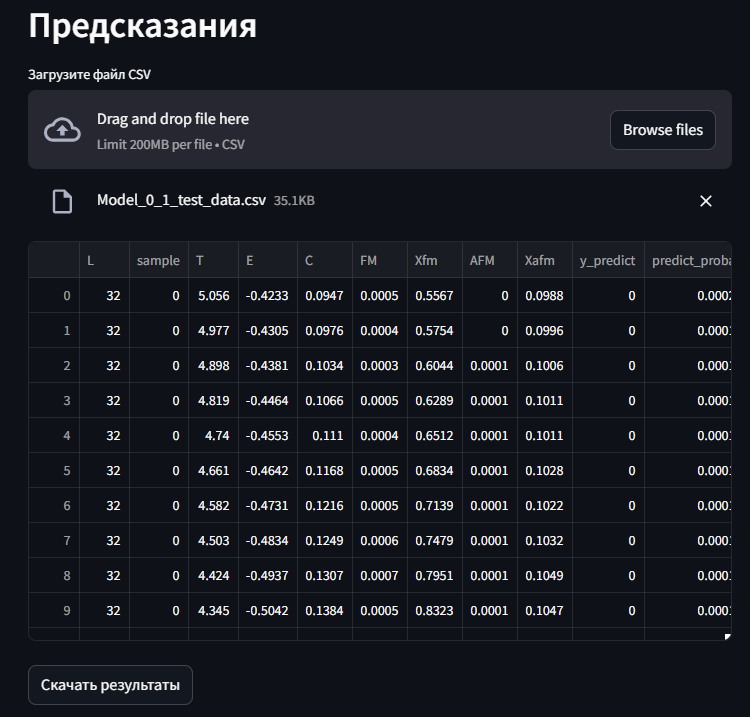 Предсказания
Загрузите файл CSV
Drag and drop file here
Limit 200MB per file • CSV
Browse files
Model_0_1_test_data.csv 35.1KB
L sample T E C FM Xfm AFM Xafm y_predict predict_proba
0 32 0 5.056 -0.4233 0.0947 0.0005 0.5567 0 0.0988 0 0.0002
1 32 0 4.977 -0.4305 0.0976 0.0004 0.5754 0 0.0996 0 0.0001
2 32 0 4.898 -0.4381 0.1034 0.0003 0.6044 0.0001 0.1006 0 0.0001
3 32 0 4.819 -0.4464 0.1066 0.0005 0.6289 0.0001 0.1011 0 0.0001
4 32 0 4.74 -0.4553 0.111 0.0004 0.6512 0.0001 0.1011 0 0.0001
5 32 0 4.661 -0.4642 0.1168 0.0005 0.6834 0.0001 0.1028 0 0.0001
6 32 0 4.582 -0.4731 0.1216 0.0005 0.7139 0.0001 0.1022 0 0.0001
7 32 0 4.503 -0.4834 0.1249 0.0006 0.7479 0.0001 0.1032 0 0.0001
8 32 0 4.424 -0.4937 0.1307 0.0007 0.7951 0.0001 0.1049 0 0.0001
9 32 0 4.345 -0.5042 0.1384 0.0005 0.8323 0.0001 0.1047 0 0.0001
Скачать результаты